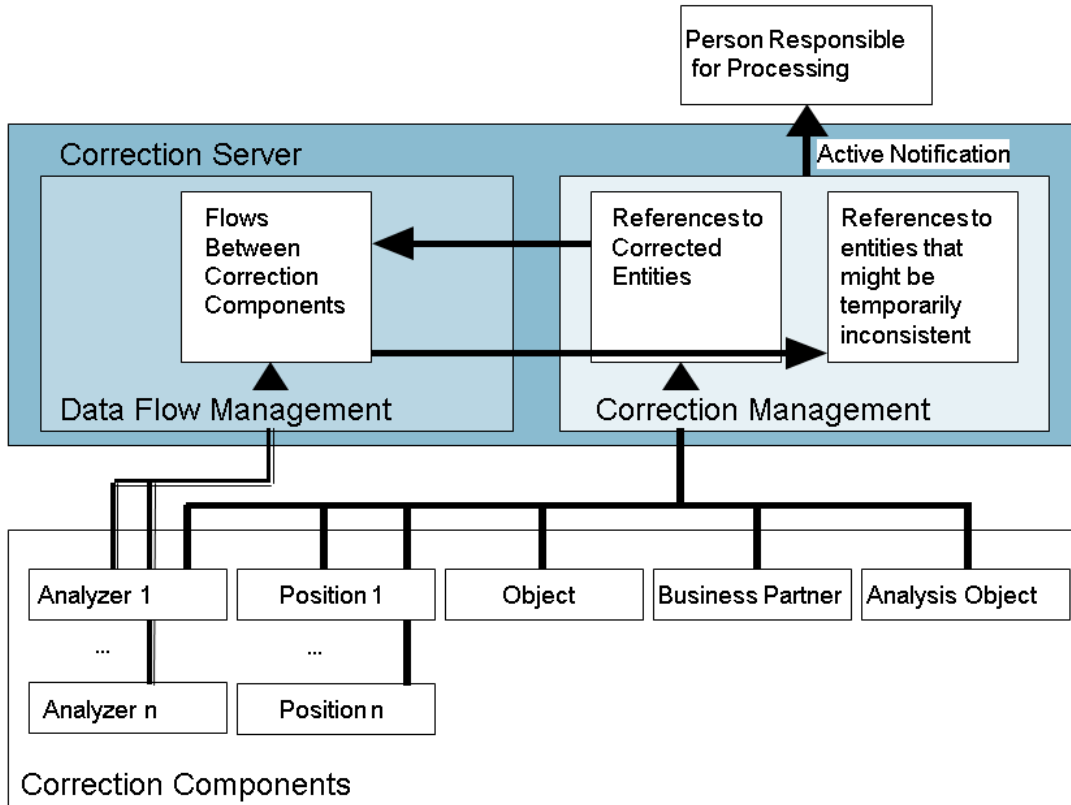 Person Responsible
for Processing
Correction Server
Active Notification
Flows
Between
Correction
Components
References to
Corrected
Entities
References to
entities that
might be
temporarily
inconsistent
Data Flow Management
Correction Management
Analyzer 1
Position 1
Object
Business Partner
Analysis Object
...
...
Analyzer n
Position n
Correction Components